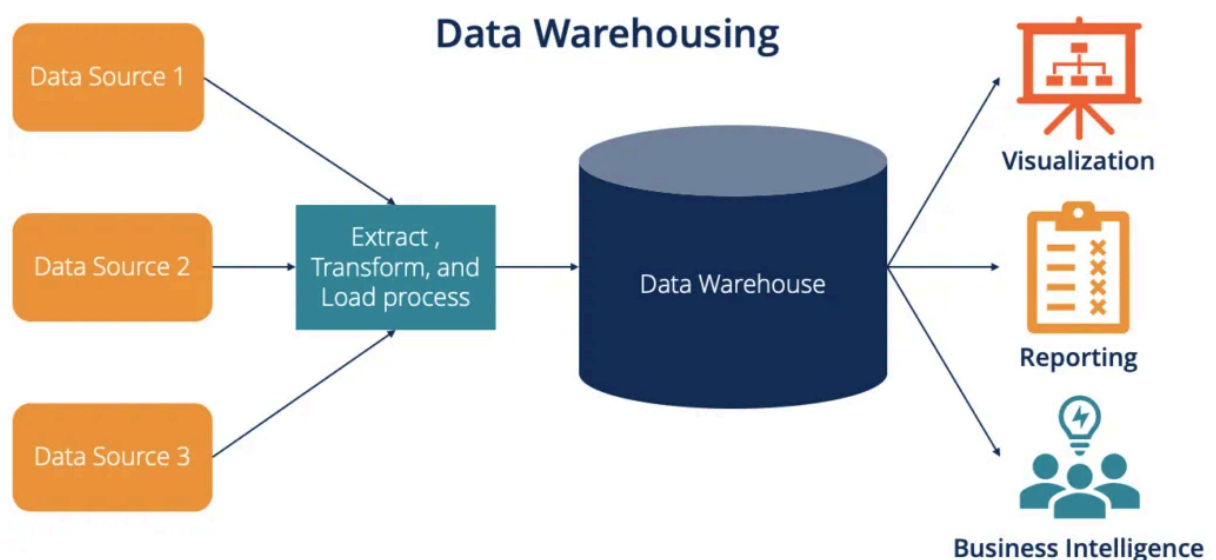 Data Warehousing
Data Source 1
Data Source 2
Data Source 3
Extract ,
Transform, and
Load process
Data Warehouse
Visualization
Reporting
Business Intelligence